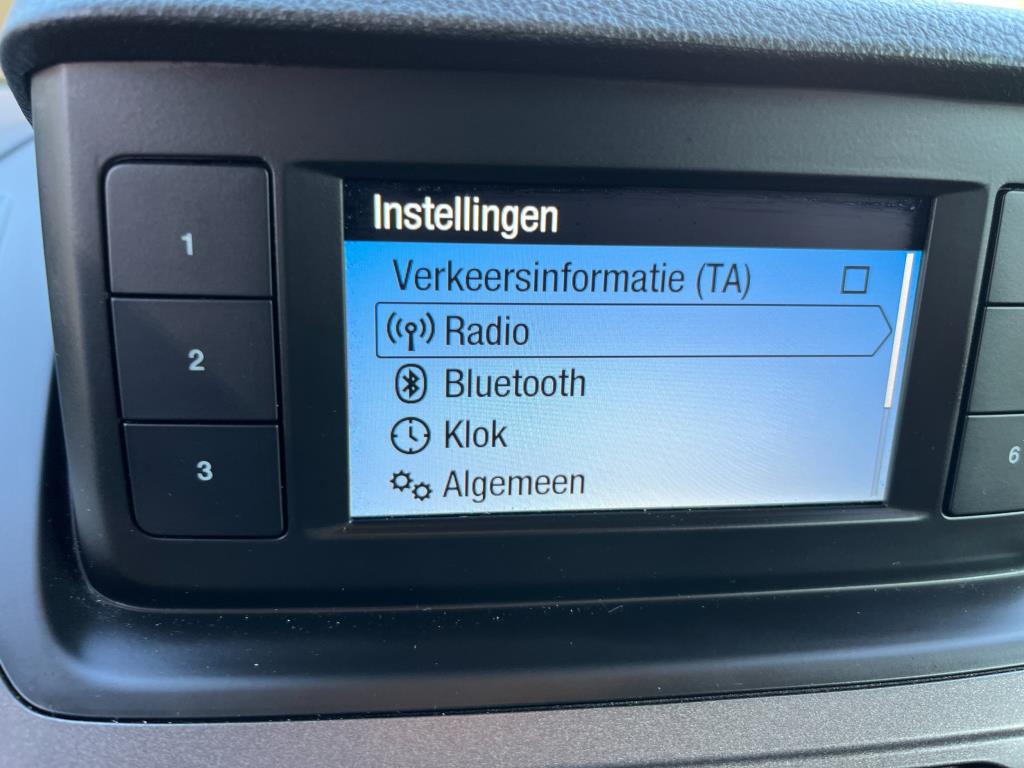 Instellingen
Verkeersinformatie (TA)
Radio
Bluetooth
Klok
Algemeen
1
2
3
6